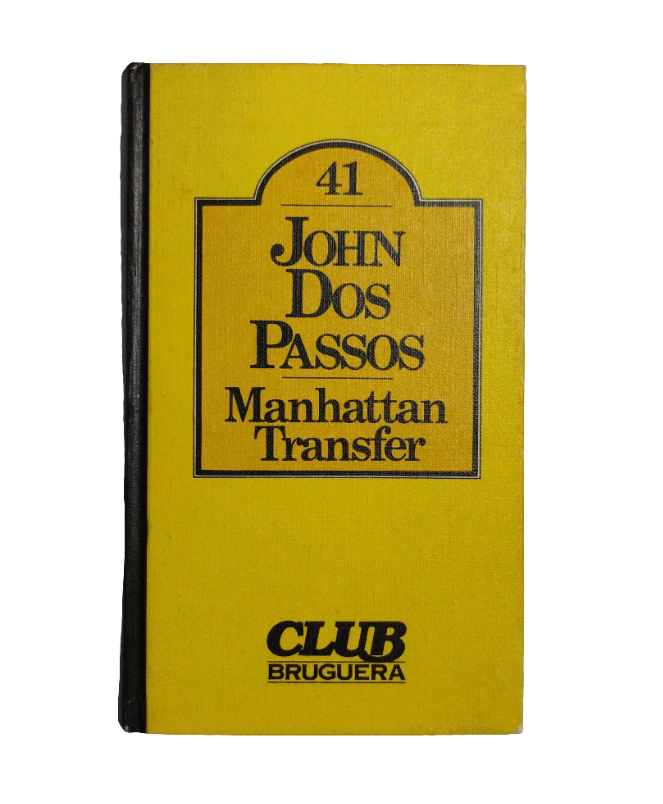 41
JOHN
DOS
PASSOS
Manhattan
Transfer
CLUB
BRUGUERA